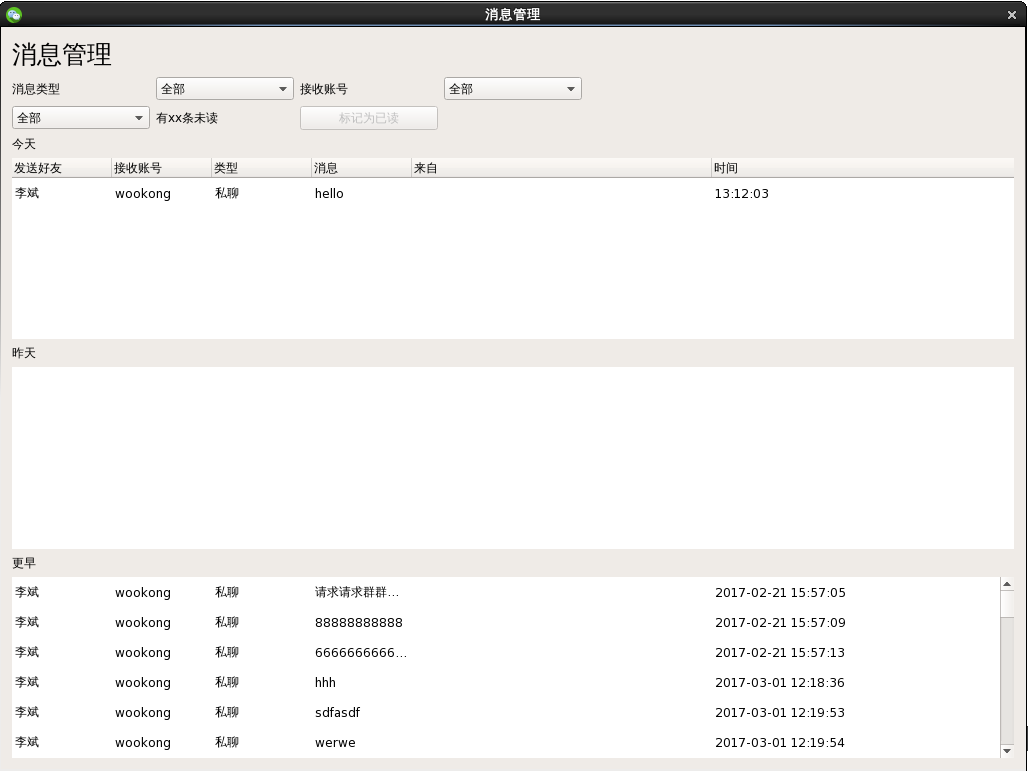 消息管理
消息管理
消息类型 全部 接收账号 全部
全部 有xx条未读 标记为已读
今天
发送好友 接收账号 类型 消息 来自 时间
李斌 wookong 私聊 hello 13:12:03
昨天
更早
李斌 wookong 私聊 请求请求群群... 2017-02-21 15:57:05
李斌 wookong 私聊 88888888888 2017-02-21 15:57:09
李斌 wookong 私聊 6666666666... 2017-02-21 15:57:13
李斌 wookong 私聊 hhh 2017-03-01 12:18:36
李斌 wookong 私聊 sdfasdf 2017-03-01 12:19:53
李斌 wookong 私聊 werwe 2017-03-01 12:19:54